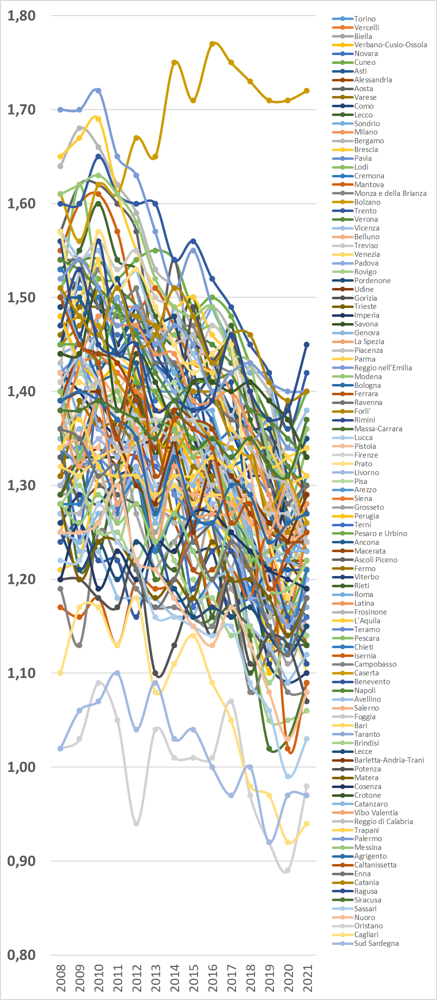 1,80
1,70
1,60
1,50
1,40
1,30
1,20
1,10
1,00
0,90
0,80
2008
2009
2010
2011
2012
2013
2014
2015
2016
2017
2018
2019
2020
2021
Torino
Vercelli
Biella
Verbano-Cusio-Ossola
Novara
Cuneo
Asti
Alessandria
Aosta
Varese
Como
Lecco
Sondrio
Milano
Bergamo
Brescia
Pavia
Lodi
Cremona
Mantova
Monza e della Brianza
Bolzano
Trento
Verona
Vicenza
Belluno
Treviso
Venezia
Padova
Rovigo
Pordenone
Udine
Gorizia
Trieste
Imperia
Savona
Genova
La Spezia
Piacenza
Parma
Reggio nell'Emilia
Modena
Bologna
Ferrara
Ravenna
Forli'
Rimini
Massa-Carrara
Lucca
Pistoia
Firenze
Prato
Livorno
Pisa
Arezzo
Siena
Grosseto
Perugia
Terni
Pesaro e Urbino
Ancona
Macerata
Ascoli Piceno
Fermo
Viterbo
Rieti
Roma
Latina
Frosinone
L'Aquila
Teramo
Pescara
Chieti
Isernia
Campobasso
Caserta
Benevento
Napoli
Avellino
Salerno
Foggia
Bari
Taranto
Brindisi
Lecce
Barletta-Andria-Trani
Potenza
Matera
Cosenza
Crotone
Catanzaro
Vibo Valentia
Reggio di Calabria
Trapani
Palermo
Messina
Agrigento
Caltanissetta
Enna
Catania
Ragusa
Siracusa
Sassari
Nuoro
Oristano
Cagliari
Sud Sardegna